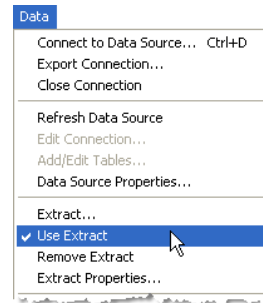 Data
Connect to Data Source... Ctrl+D
Export Connection...
Close Connection
Refresh Data Source
Edit Connection...
Add/Edit Tables...
Data Source Properties...
Extract...
Use Extract
Remove Extract
Extract Properties...